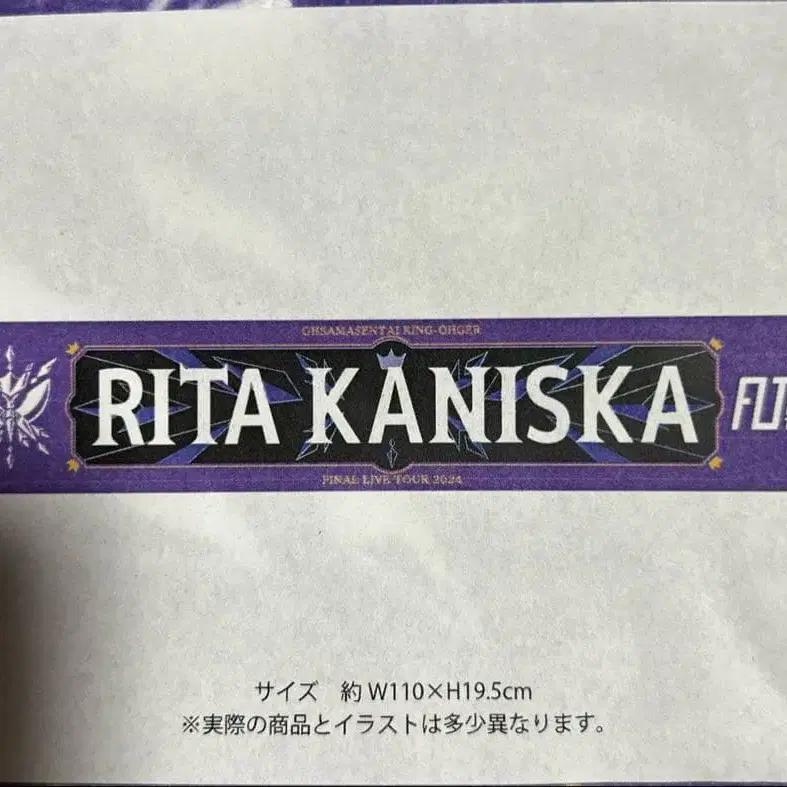 OHSAMASENTAI KING-OHGER
RITA KANISKA
FINAL LIVE TOUR 2024
サイズ 約 W110×H19.5cm
※実際の商品とイラストは多少異なります。